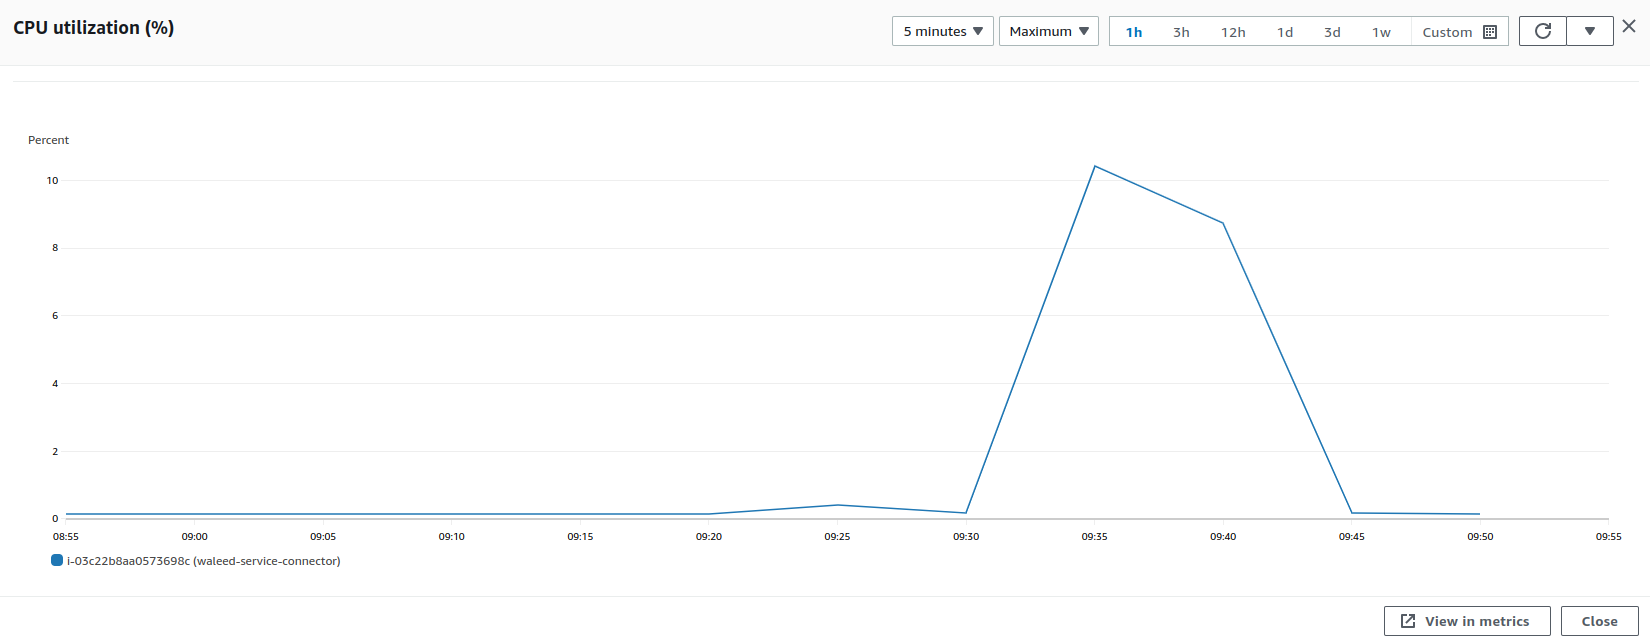 CPU utilization (%)
5 minutes
Maximum
1h
3h
12h
1d
3d
1w
Custom
Percent
10
8
6
4
2
0
08:55
09:00
09:05
09:10
09:15
09:20
09:25
09:30
09:35
09:40
09:45
09:50
09:55
i-03c22b8aa0573698c (waleed-service-connector)
View in metrics
Close